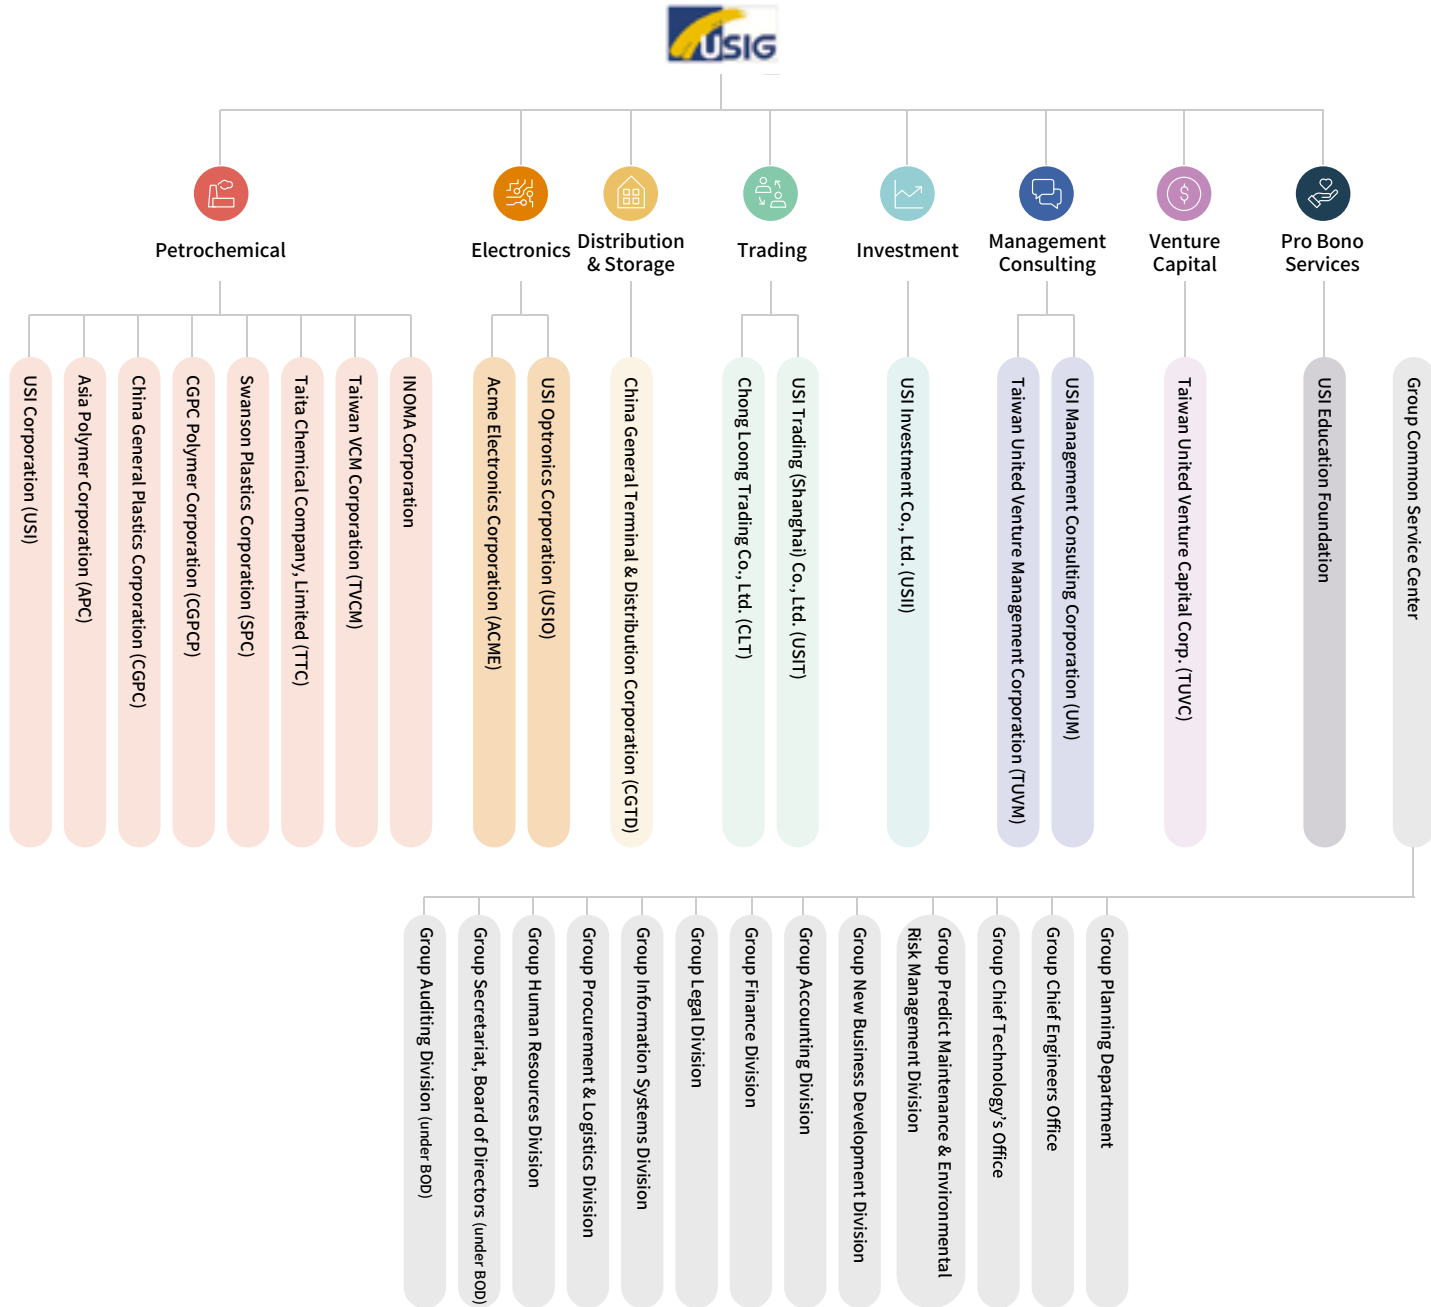 USIG
Petrochemical
Electronics
Distribution
& Storage
Trading
Investment
Management
Consulting
Venture
Capital
Pro Bono
Services
USI Corporation (USI)
Asia Polymer Corporation (APC)
China General Plastics Corporation (CGPC)
CGPC Polymer Corporation (CGPCP)
Swanson Plastics Corporation (SPC)
Taita Chemical Company, Limited (TTC)
Taiwan VCM Corporation (TVCM)
INOMA Corporation
Acme Electronics Corporation (ACME)
USI Optronics Corporation (USIO)
China General Terminal & Distribution Corporation (CGTD)
Chong Loong Trading Co., Ltd. (CLT)
USI Trading (Shanghai) Co., Ltd. (USIT)
USI Investment Co., Ltd. (USII)
Taiwan United Venture Management Corporation (TUVM)
USI Management Consulting Corporation (UM)
Taiwan United Venture Capital Corp. (TUVC)
USI Education Foundation
Group Common Service Center
Group Auditing Division (under BOD)
Group Secretariat, Board of Directors (under BOD)
Group Human Resources Division
Group Procurement & Logistics Division
Group Information Systems Division
Group Legal Division
Group Finance Division
Group Accounting Division
Group New Business Development Division
Group Predict Maintenance & Environmental
Risk Management Division
Group Chief Technology’s Office
Group Chief Engineers Office
Group Planning Department